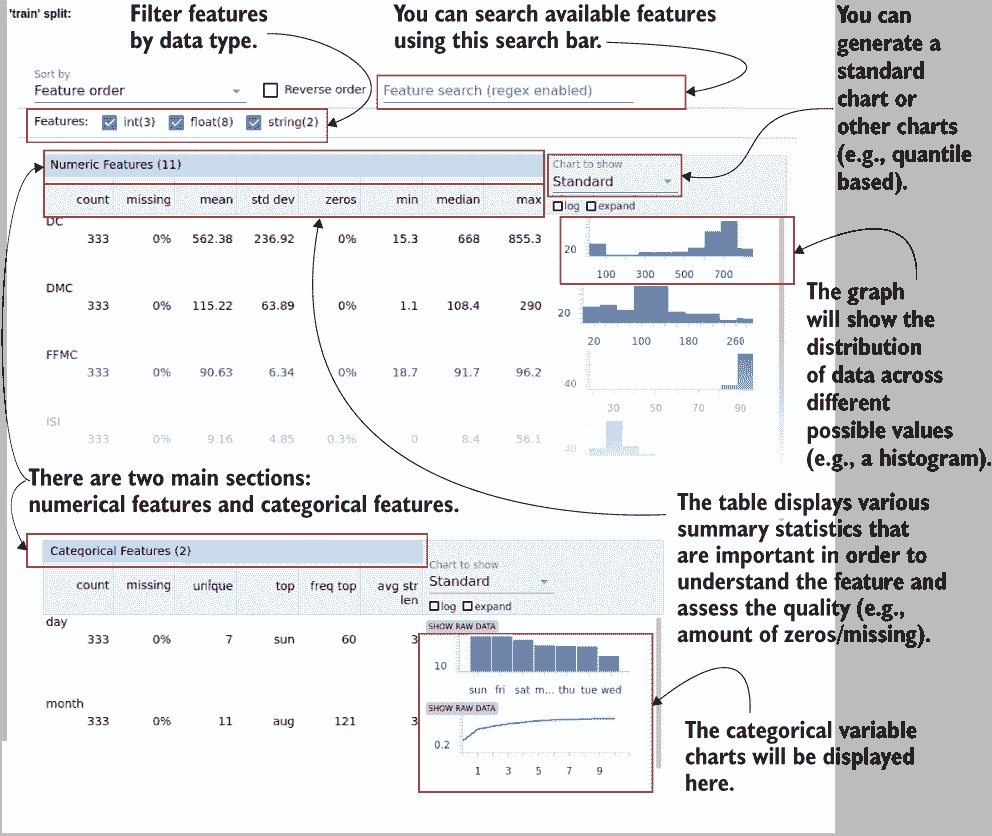 'train' split:
Filter features
by data type.
You can search available features
using this search bar.
You can
generate a
standard
chart or
other charts
(e.g., quantile
based).
Sort by
Feature order
Reverse order
Feature search (regex enabled)
Features: int(3) float(8) string(2)
Numeric Features (11)
Chart to show
Standard
log expand
count missing mean std dev zeros min median max
DC
333 0% 562.38 236.92 0% 15.3 668 855.3
20
100 300 500 700
DMC
333 0% 115.22 63.89 0% 1.1 108.4 290
20
20 100 180 260
FFMC
333 0% 90.63 6.34 0% 18.7 91.7 96.2
40
30 50 70 90
ISI
333 0% 9.16 4.85 0.3% 0 8.4 56.1
40
The graph
will show the
distribution
of data across
different
possible values
(e.g., a histogram).
There are two main sections:
numerical features and categorical features.
The table displays various
summary statistics that
are important in order to
understand the feature and
assess the quality (e.g.,
amount of zeros/missing).
Categorical Features (2)
Chart to show
Standard
log expand
count missing unique top freq top avg str
len
day
333 0% 7 sun 60 3
SHOW RAW DATA
10
sun fri sat m... thu tue wed
month
333 0% 11 aug 121 3
SHOW RAW DATA
0.2
1 3 5 7 9
The categorical variable
charts will be displayed
here.